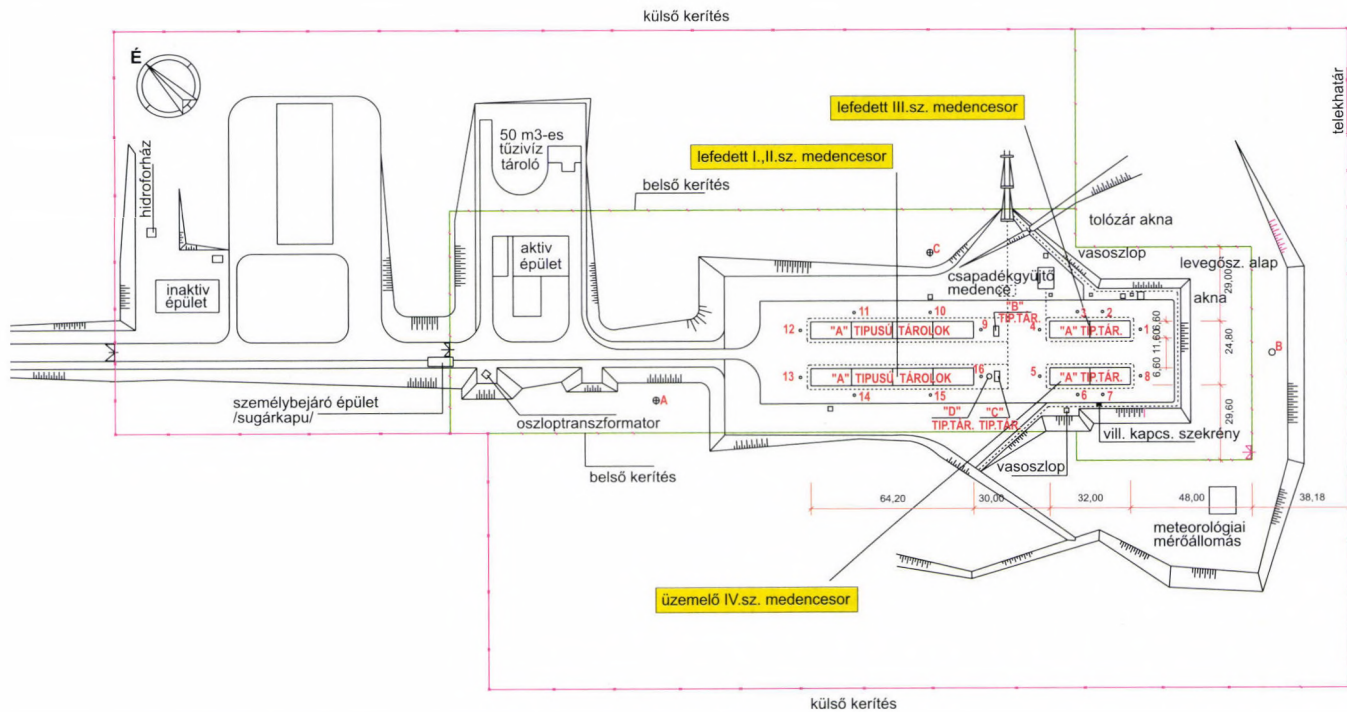 külső kerítés
É
telekhatár
lefedett III.sz. medencesor
50 m3-es
tűzivíz
tároló
lefedett I.,II.sz. medencesor
hidroforház
belső kerítés
tolózár akna
C
vasoszlop
aktiv
épület
levegősz. alap
csapadékgyüjtő
medence
inaktiv
épület
akna
29,00
"B"
TIP.TÁR.
11
10
3
2
12
"A" TIPUSÚ TÁROLOK
9
4
"A" TIP.TÁR.
1
6,60
11,60
6,60
24,80
B
13
"A" TIPUSÚ TÁROLOK
16
5
"A" TIP.TÁR.
8
14
15
6
7
személybejáró épület
/sugárkapu/
A
"D"
TIP.TÁR.
"C"
TIP.TÁR.
29,60
oszloptranszformator
vill. kapcs. szekrény
vasoszlop
belső kerítés
64,20
30,00
32,00
48,00
38,18
meteorológiai
mérőállomás
üzemelő IV.sz. medencesor
külső kerítés